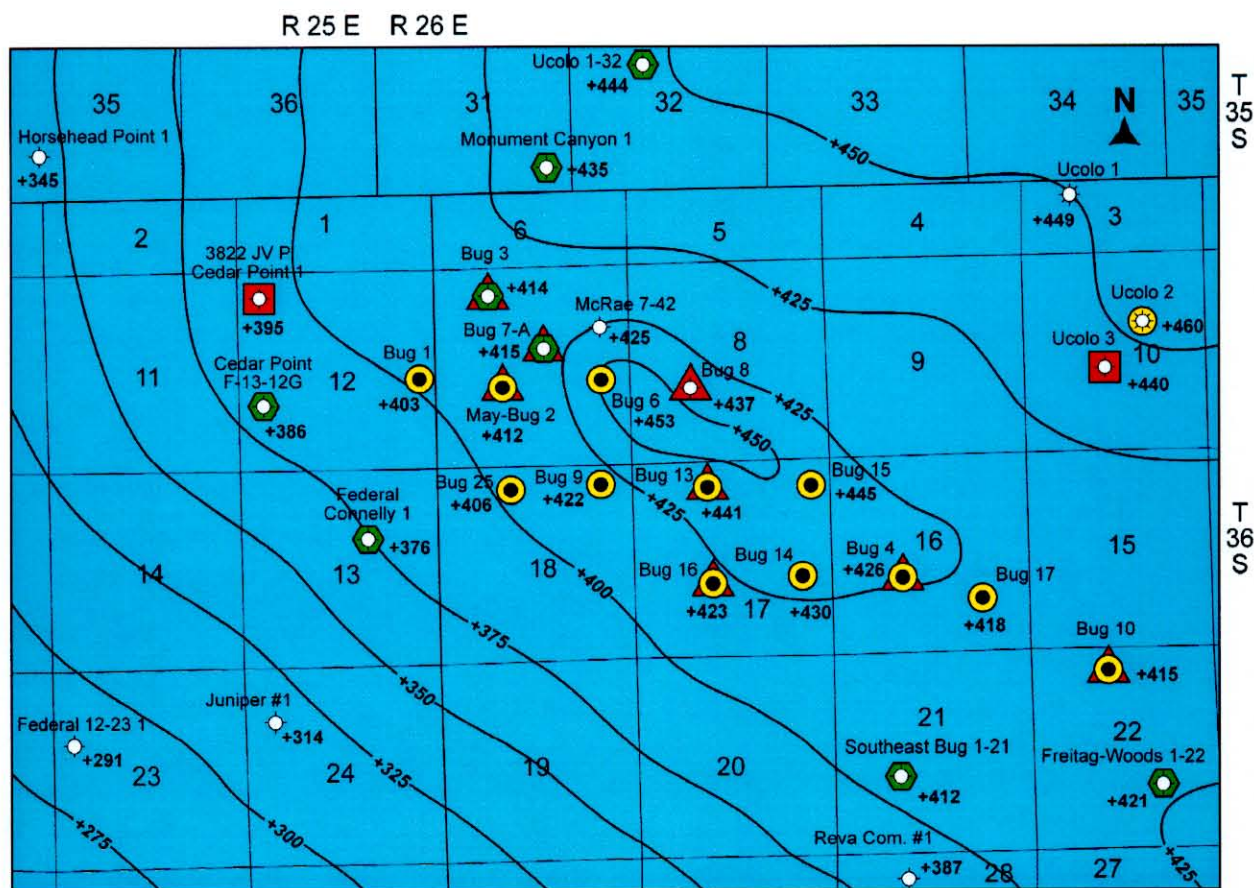 R 25 E R 26 E
T
35
S
T
36
S
N
35
36
31
32
33
34
35
Ucolo 1-32
+444
Horsehead Point 1
+345
Monument Canyon 1
+435
+450
Ucolo 1
+449
2
1
6
5
4
3
3822 JV P
Cedar Point 1
+395
Bug 3
+414
+425
McRae 7-42
+425
Ucolo 2
+460
Bug 7-A
+415
8
9
Ucolo 3
10
+440
11
Cedar Point
F-13-12G
+386
12
Bug 1
+403
May-Bug 2
+412
Bug 6
+453
Bug 8
+437
+425
+450
Bug 25
+406
Bug 9
+422
Bug 13
+441
Bug 15
+445
+425
Federal
Connelly 1
+376
14
13
18
Bug 16
+423
17
Bug 14
+430
Bug 4
+426
16
Bug 17
+418
15
+400
+375
Bug 10
+415
+350
Juniper #1
+314
Federal 12-23 1
+291
23
24
19
20
21
22
+325
Southeast Bug 1-21
+412
Freitag-Woods 1-22
+421
+275
+300
Reva Com. #1
+387
28
27
+425